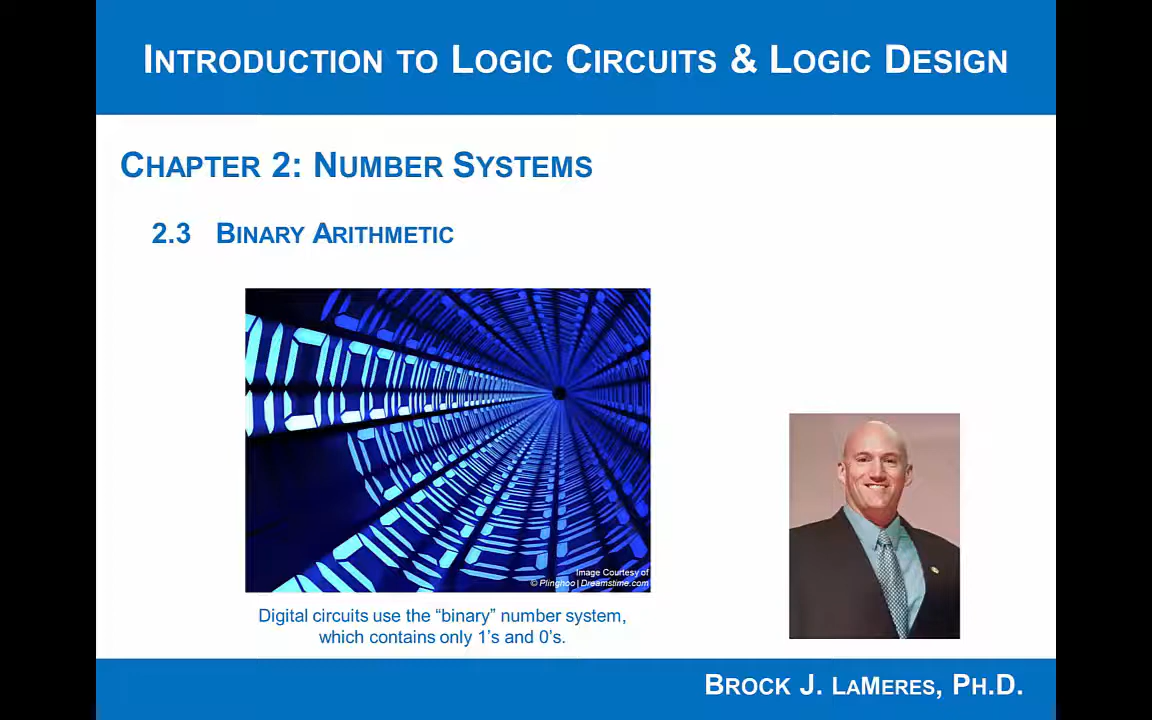 INTRODUCTION TO LOGIC CIRCUITS & LOGIC DESIGN
CHAPTER 2: NUMBER SYSTEMS
2.3 BINARY ARITHMETIC
Image Courtesy of
© Plinghoo | Dreamstime.com
Digital circuits use the “binary” number system,
which contains only 1’s and 0’s.
BROCK J. LAMERES, PH.D.